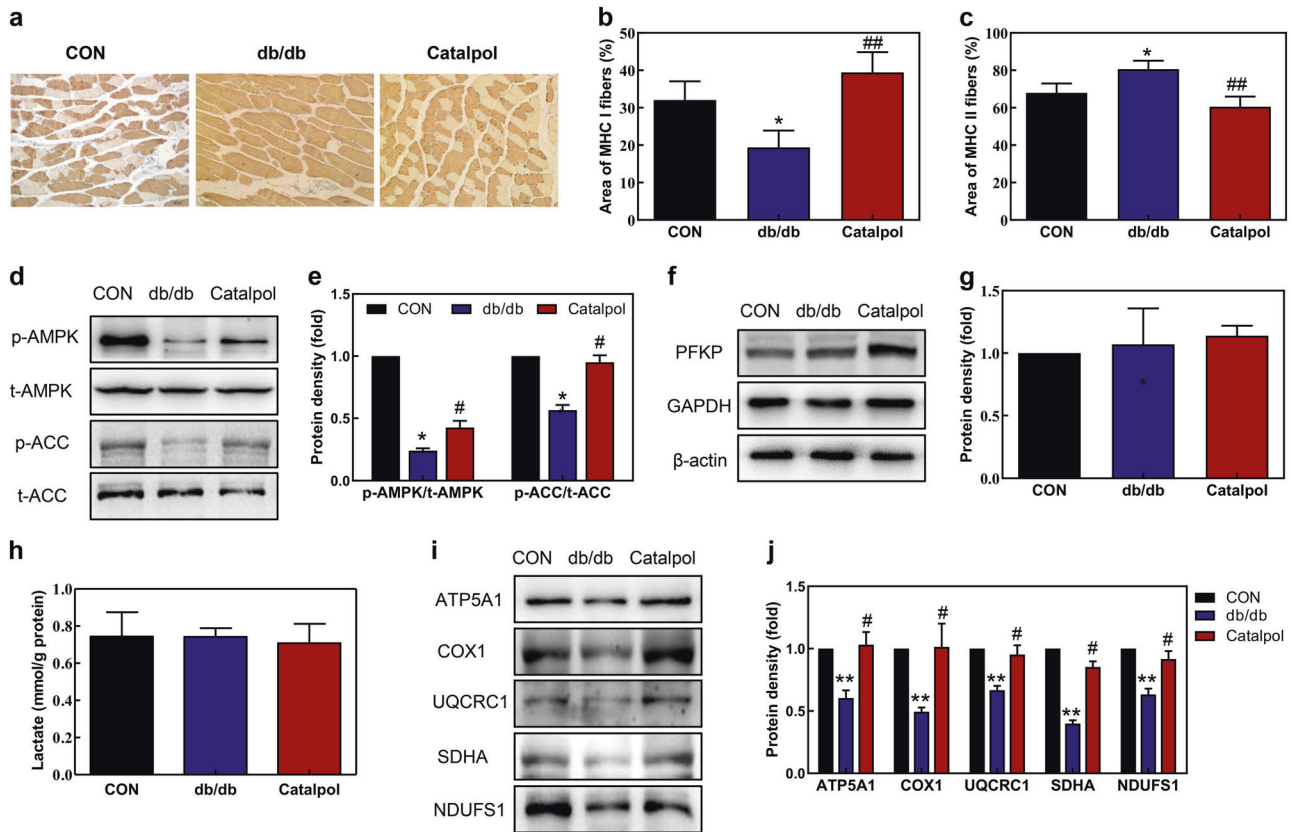 a
CON db/db Catalpol
b
Area of MHC I fibers (%)
50
40
30
20
10
0
*
##
CON db/db Catalpol
c
Area of MHC II fibers (%)
100
80
60
40
20
0
*
##
CON db/db Catalpol
d
CON db/db Catalpol
p-AMPK
t-AMPK
p-ACC
t-ACC
e
Protein density (fold)
1.5
1.0
0.5
0.0
CON db/db Catalpol
* # * #
p-AMPK/t-AMPK p-ACC/t-ACC
f
CON db/db Catalpol
PFKP
GAPDH
β-actin
g
Protein density (fold)
1.5
1.0
0.5
0.0
CON db/db Catalpol
h
Lactate (mmol/g protein)
1.0
0.8
0.6
0.4
0.2
0.0
CON db/db Catalpol
i
CON db/db Catalpol
ATP5A1
COX1
UQCRC1
SDHA
NDUFS1
j
Protein density (fold)
1.5
1.0
0.5
0.0
** # ** # ** # ** # ** #
ATP5A1 COX1 UQCRC1 SDHA NDUFS1
CON
db/db
Catalpol